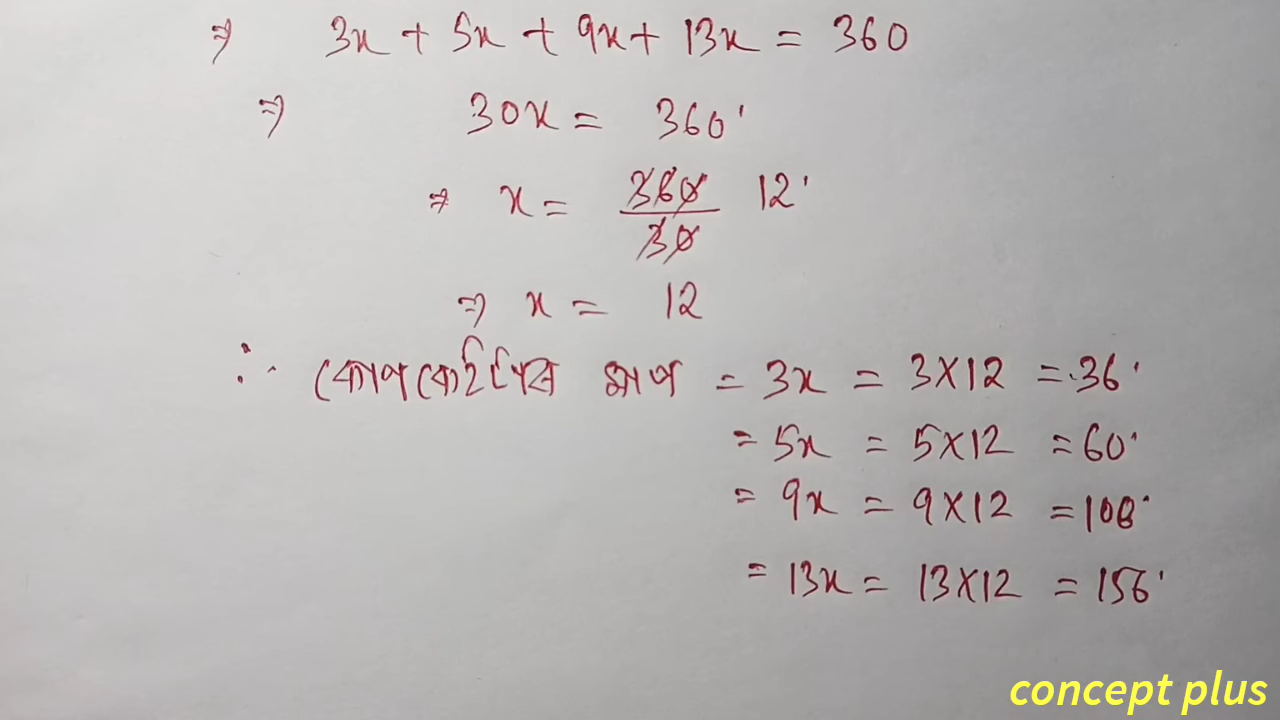 ⇒ 3x + 5x + 9x + 13x = 360
⇒ 30x = 360°
⇒ x = 360/30 12°
⇒ x = 12
∴ মাপ = 3x = 3×12 = 36°
= 5x = 5×12 = 60°
= 9x = 9×12 = 108°
= 13x = 13×12 = 156°
concept plus